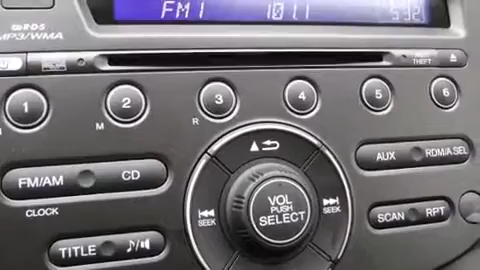 FM1 101.1 5:32
R·D·S
MP3/WMA
ANTI-THEFT
1 2 3 4 5 6
M R
FM/AM CD
CLOCK
AUX RDM/A.SEL
SCAN RPT
SEEK
SEEK
VOL
PUSH
SELECT
TITLE